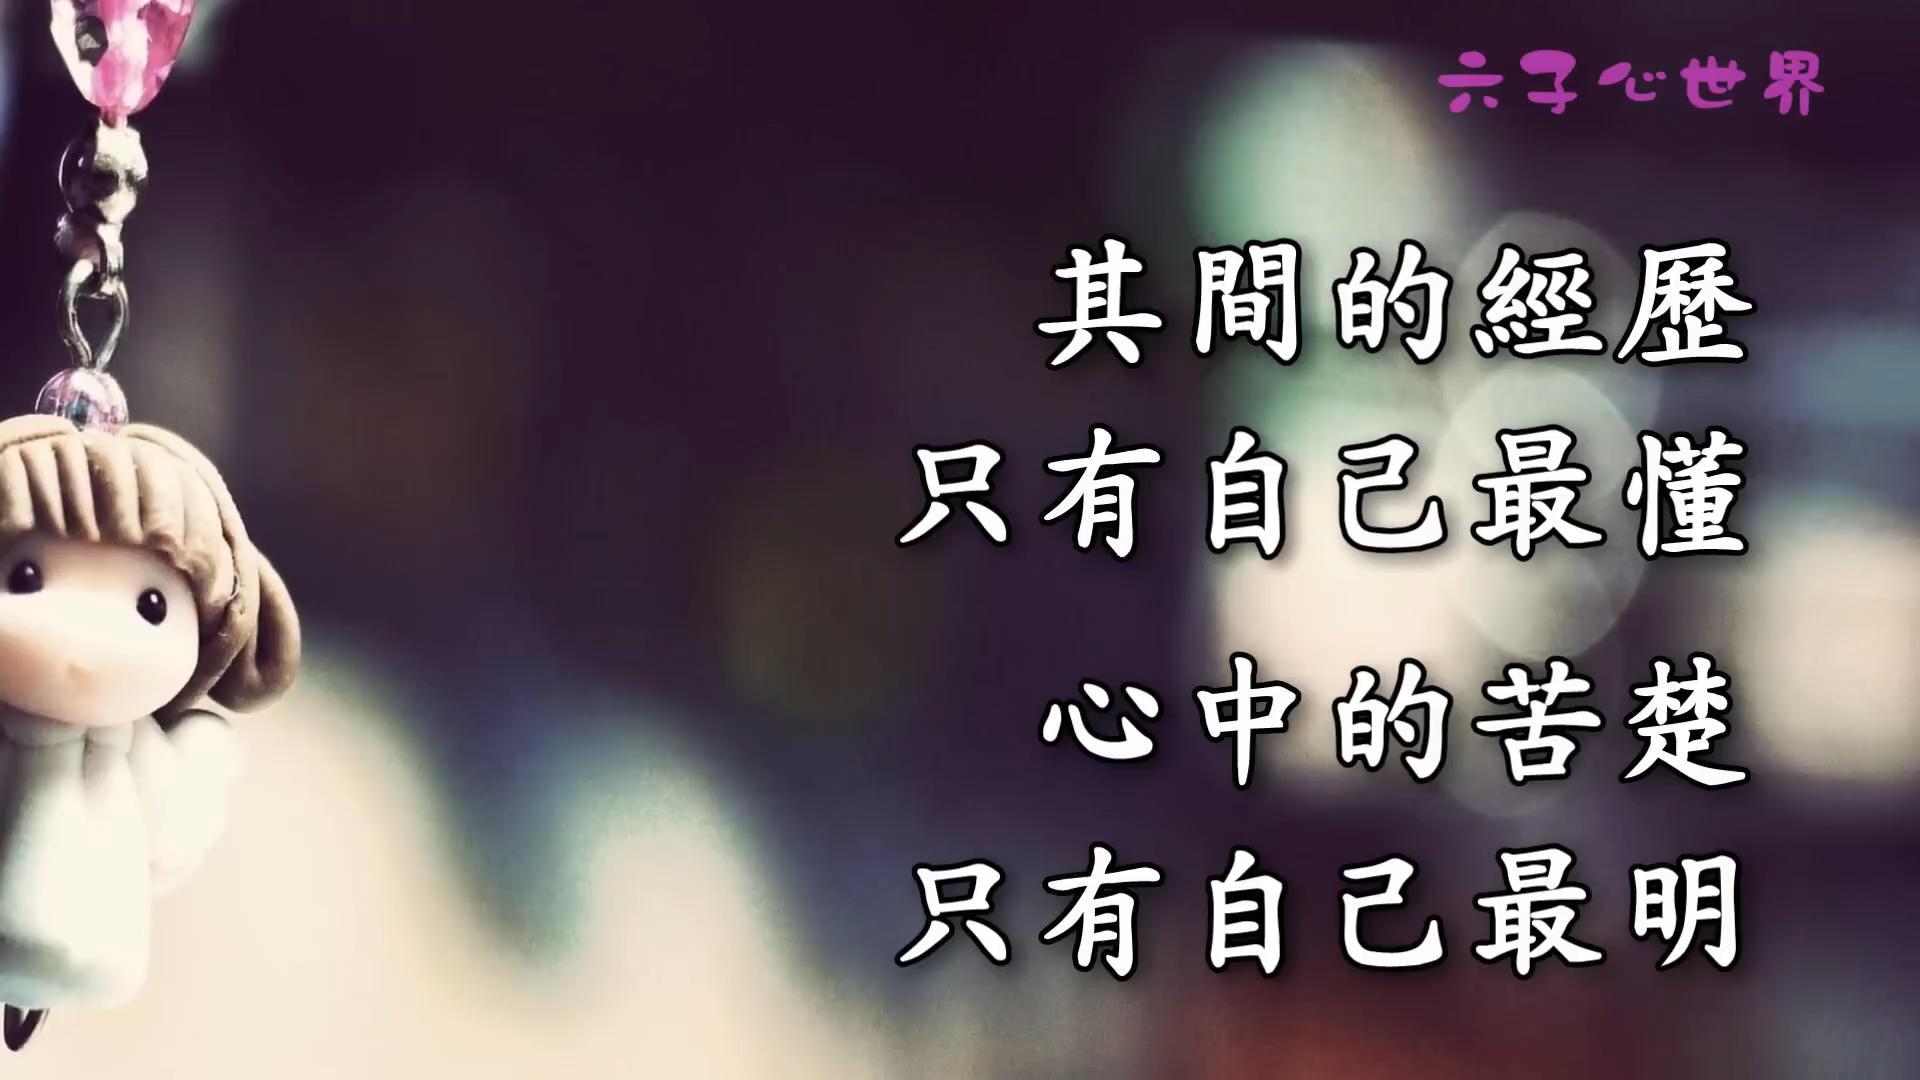 六子心世界
其間的經歷
只有自己最懂
心中的苦楚
只有自己最明